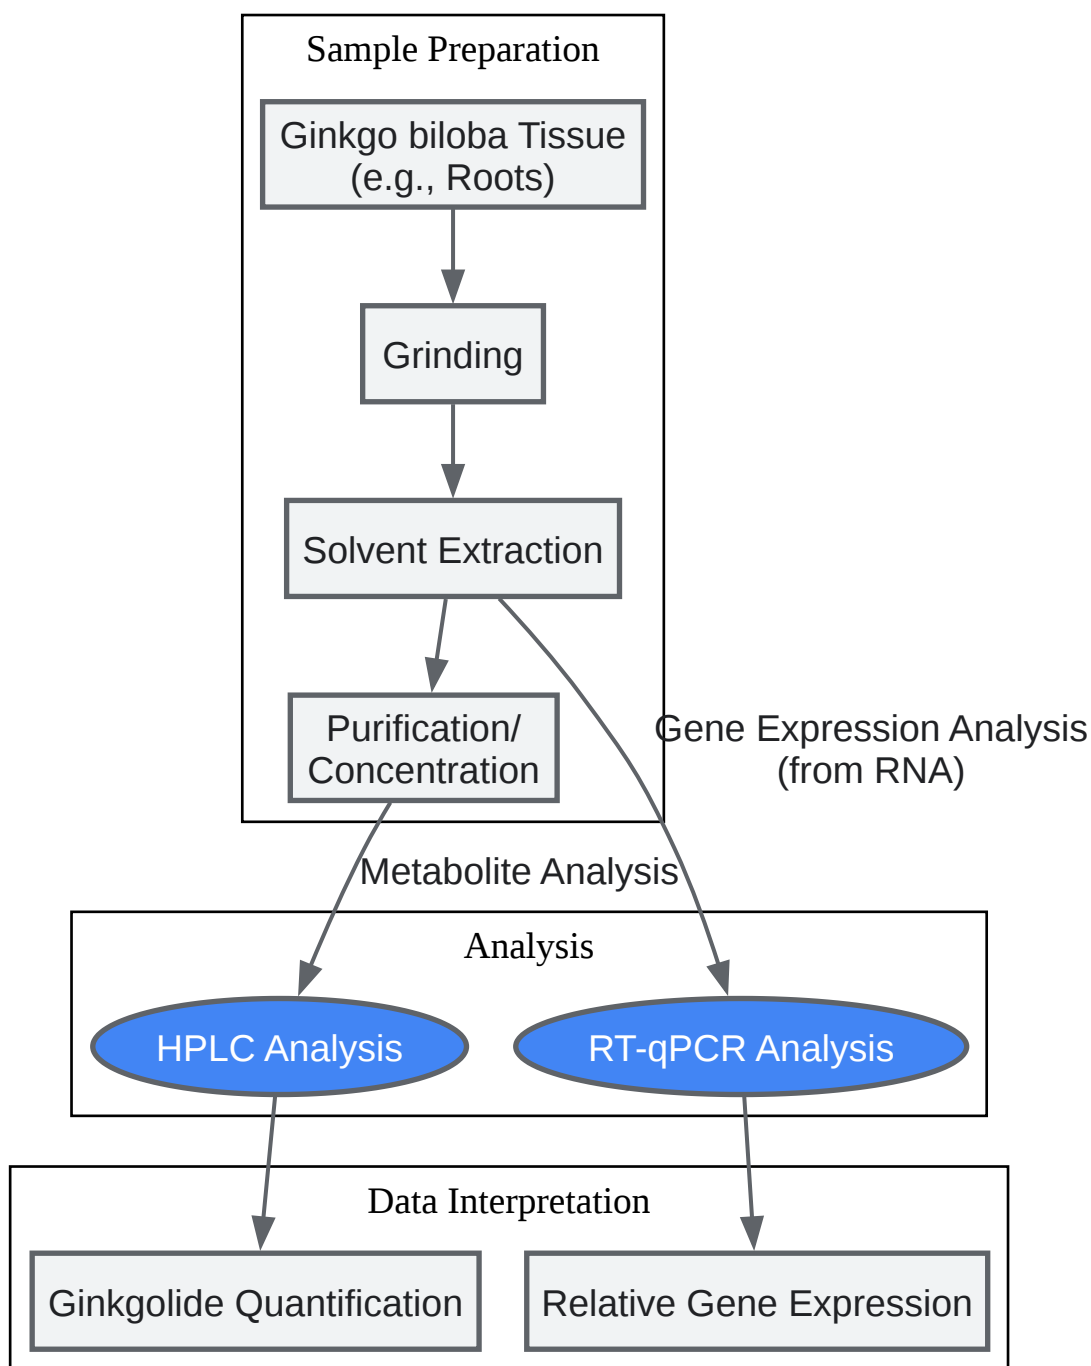 Sample Preparation
Ginkgo biloba Tissue
(e.g., Roots)
Grinding
Solvent Extraction
Purification/
Concentration
Gene Expression Analysis
(from RNA)
Metabolite Analysis
Analysis
HPLC Analysis
RT-qPCR Analysis
Data Interpretation
Ginkgolide Quantification
Relative Gene Expression